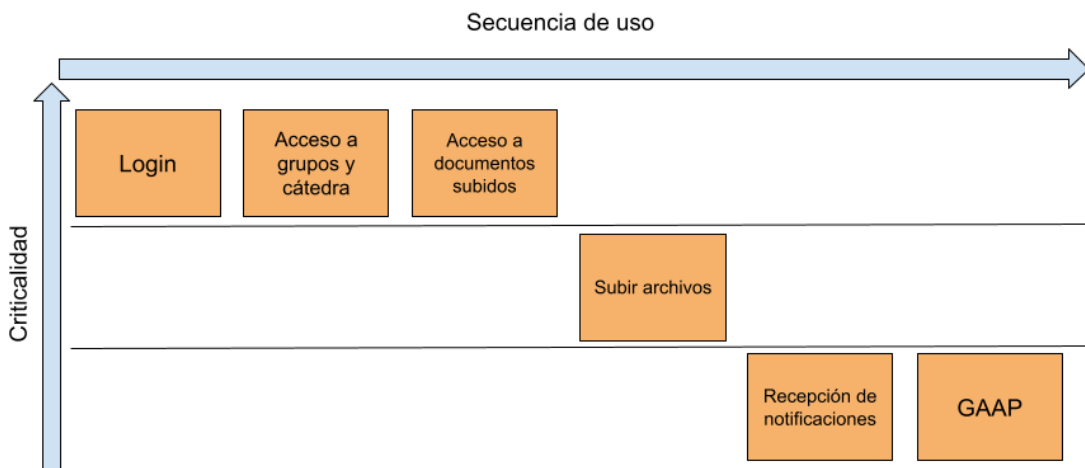 Secuencia de uso
Login
Acceso a
grupos y
cátedra
Acceso a
documentos
subidos
Criticalidad
Subir archivos
Recepción de
notificaciones
GAAP